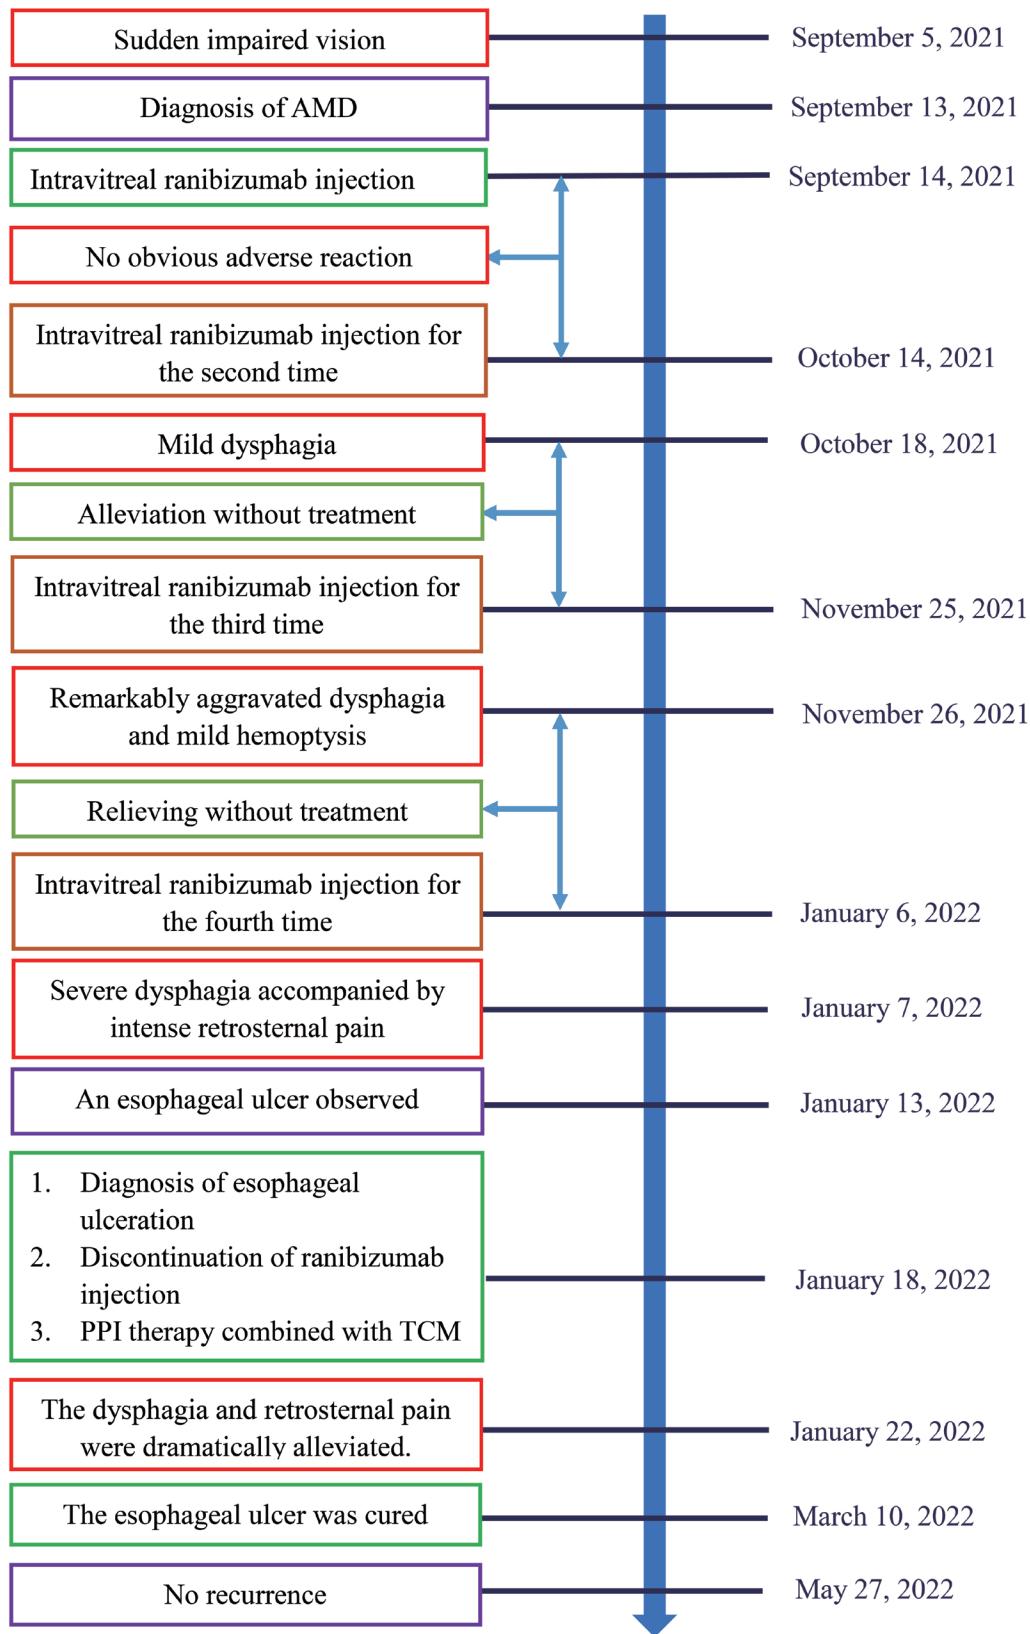 Sudden impaired vision
September 5, 2021
Diagnosis of AMD
September 13, 2021
Intravitreal ranibizumab injection
September 14, 2021
No obvious adverse reaction
Intravitreal ranibizumab injection for
the second time
October 14, 2021
Mild dysphagia
October 18, 2021
Alleviation without treatment
Intravitreal ranibizumab injection for
the third time
November 25, 2021
Remarkably aggravated dysphagia
and mild hemoptysis
November 26, 2021
Relieving without treatment
Intravitreal ranibizumab injection for
the fourth time
January 6, 2022
Severe dysphagia accompanied by
intense retrosternal pain
January 7, 2022
An esophageal ulcer observed
January 13, 2022
1. Diagnosis of esophageal
ulceration
2. Discontinuation of ranibizumab
injection
3. PPI therapy combined with TCM
January 18, 2022
The dysphagia and retrosternal pain
were dramatically alleviated.
January 22, 2022
The esophageal ulcer was cured
March 10, 2022
No recurrence
May 27, 2022